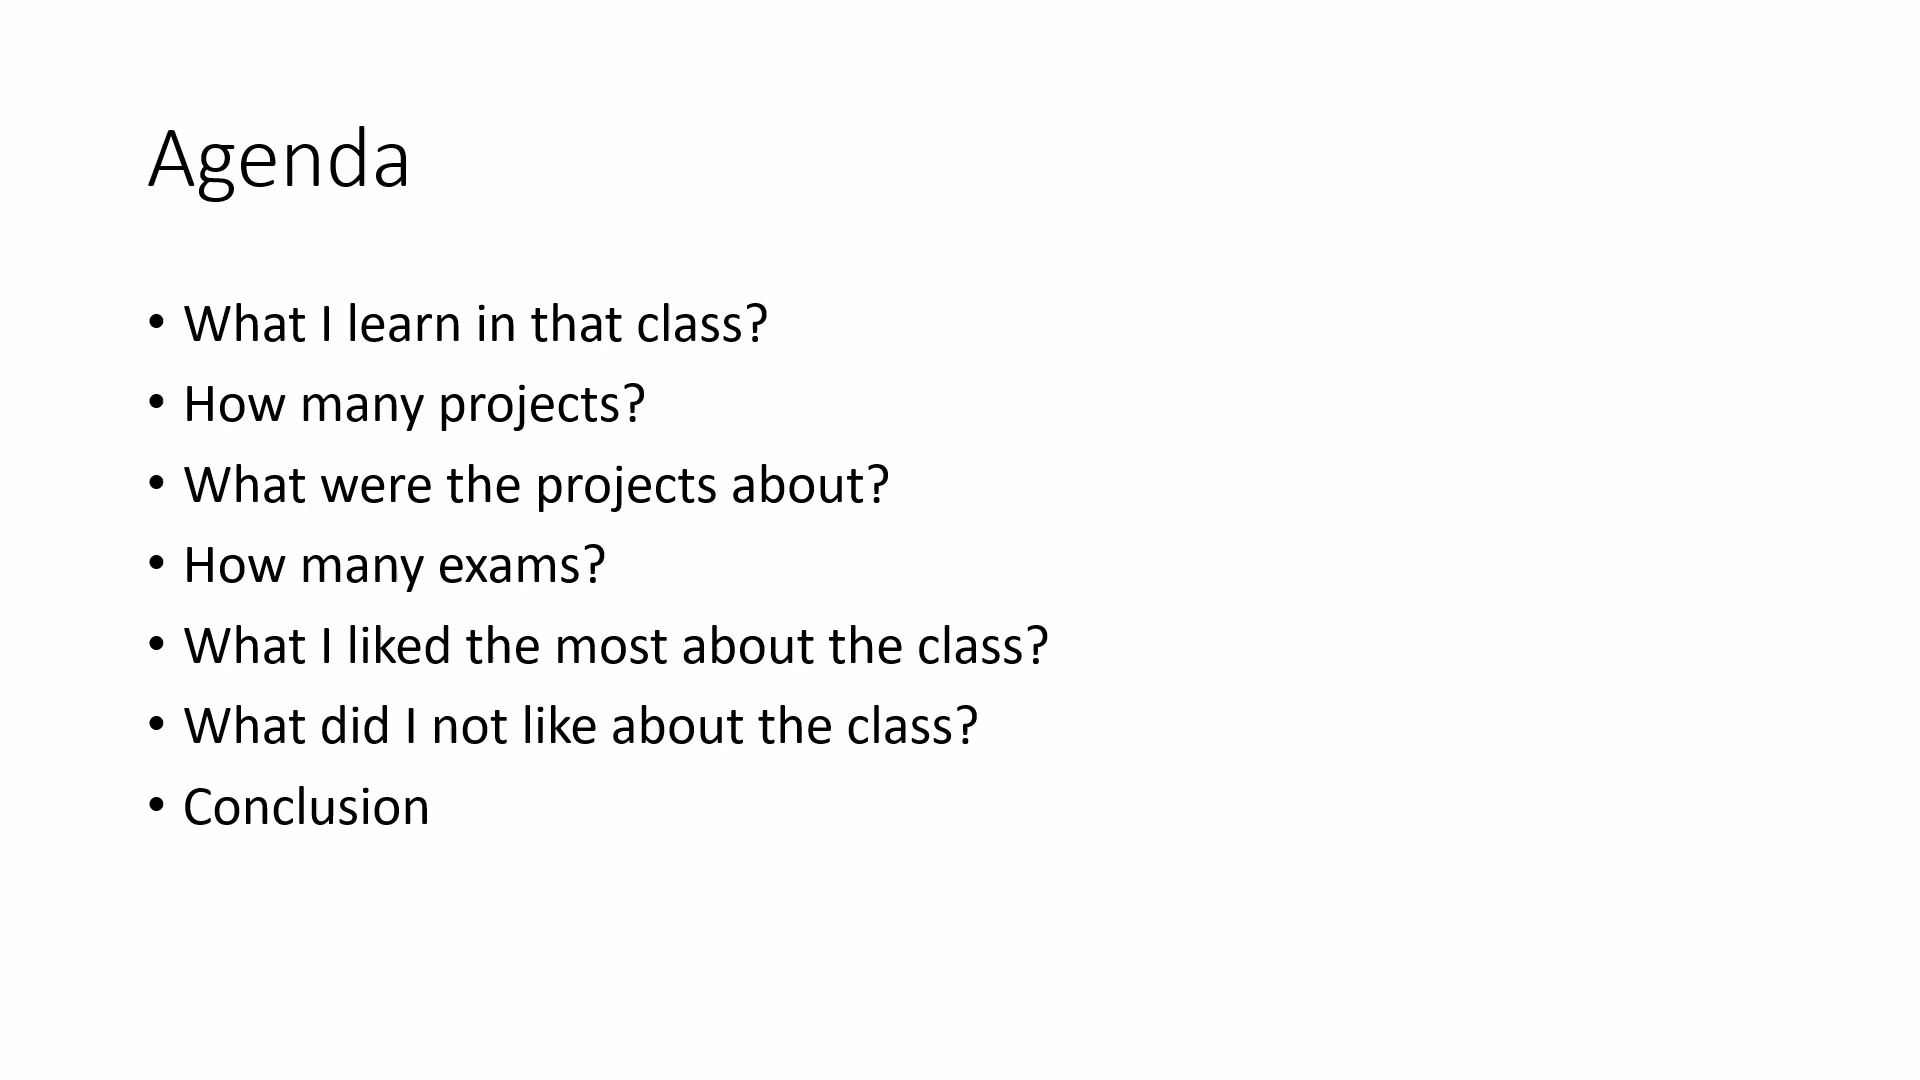 Agenda
• What I learn in that class?
• How many projects?
• What were the projects about?
• How many exams?
• What I liked the most about the class?
• What did I not like about the class?
• Conclusion